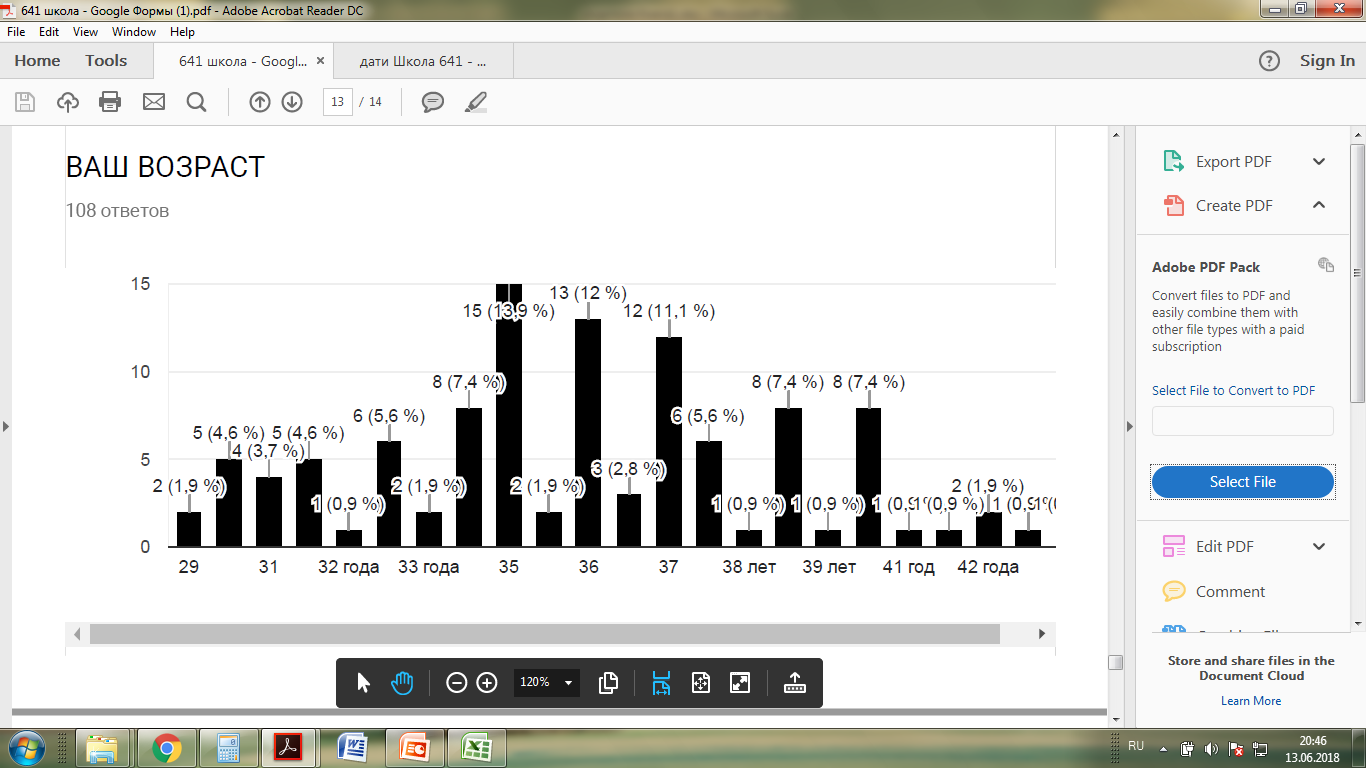 641 школа - Google Формы (1).pdf - Adobe Acrobat Reader DC
File Edit View Window Help
Home Tools 641 школа - Googl... × дати Школа 641 - ... Sign In
13 / 14
ВАШ ВОЗРАСТ
108 ответов
15
10
5
0
2 (1,9 %)
5 (4,6 %)
4 (3,7 %)
5 (4,6 %)
1 (0,9 %)
6 (5,6 %)
2 (1,9 %)
8 (7,4 %)
15 (13,9 %)
2 (1,9 %)
13 (12 %)
3 (2,8 %)
12 (11,1 %)
6 (5,6 %)
1 (0,9 %)
8 (7,4 %)
1 (0,9 %)
8 (7,4 %)
1 (0,9
(0,9 %)
2 (1,9 %)
1 (0,9
29 31 32 года 33 года 35 36 37 38 лет 39 лет 41 год 42 года
120%
Export PDF
Create PDF
Adobe PDF Pack
Convert files to PDF and
easily combine them with
other file types with a paid
subscription
Select File to Convert to PDF
Select File
Edit PDF
Comment
Store and share files in the
Document Cloud
Learn More
RU
20:46
13.06.2018